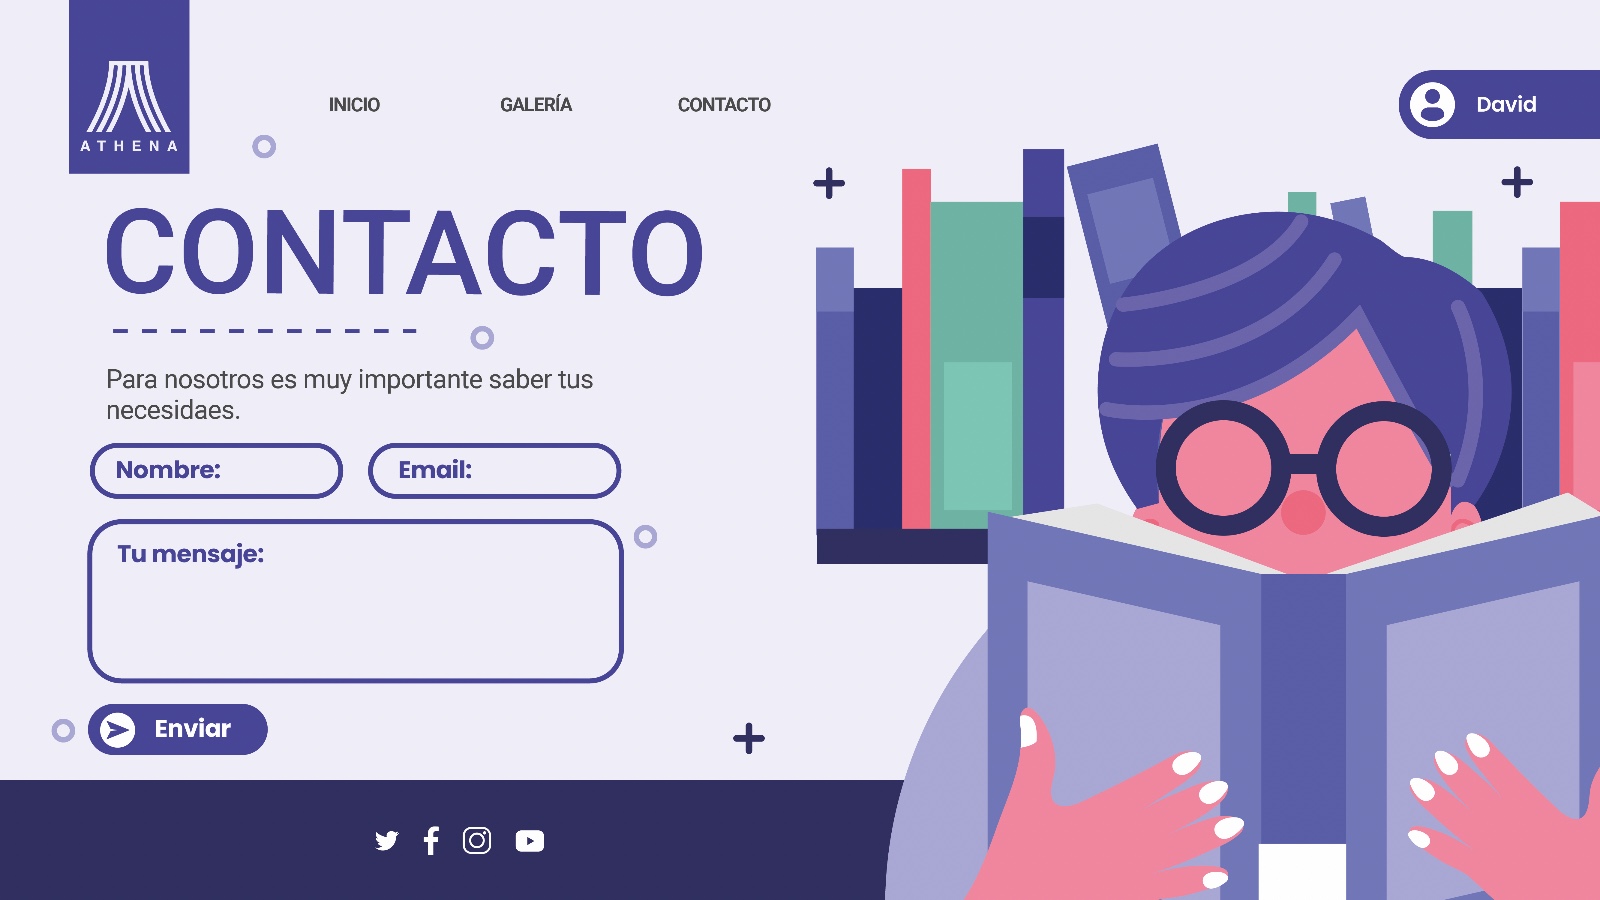 ATHENA
INICIO
GALERÍA
CONTACTO
David
CONTACTO
Para nosotros es muy importante saber tus
necesidaes.
Nombre:
Email:
Tu mensaje:
Enviar